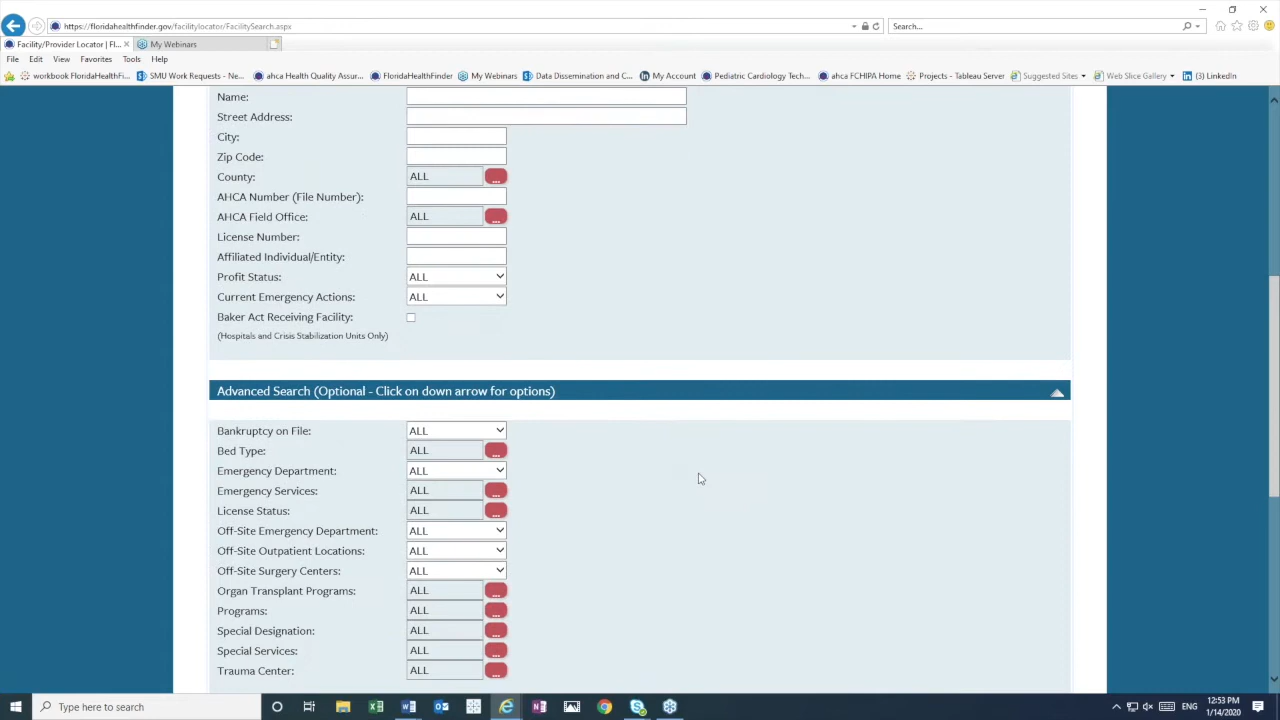 https://floridahealthfinder.gov/facilitylocator/FacilitySearch.aspx
Search...
Facility/Provider Locator | Fl...
My Webinars
File Edit View Favorites Tools Help
workbook FloridaHealthFi...
SMU Work Requests - Ne...
ahca Health Quality Assur...
FloridaHealthFinder
My Webinars
Data Dissemination and C...
My Account
Pediatric Cardiology Tech...
ahca FCHIPA Home
Projects - Tableau Server
Suggested Sites
Web Slice Gallery
(3) LinkedIn
Name:
Street Address:
City:
Zip Code:
County: ALL ...
AHCA Number (File Number):
AHCA Field Office: ALL ...
License Number:
Affiliated Individual/Entity:
Profit Status: ALL
Current Emergency Actions: ALL
Baker Act Receiving Facility:
(Hospitals and Crisis Stabilization Units Only)
Advanced Search (Optional - Click on down arrow for options)
Bankruptcy on File: ALL
Bed Type: ALL ...
Emergency Department: ALL
Emergency Services: ALL ...
License Status: ALL ...
Off-Site Emergency Department: ALL
Off-Site Outpatient Locations: ALL
Off-Site Surgery Centers: ALL
Organ Transplant Programs: ALL ...
Programs: ALL ...
Special Designation: ALL ...
Special Services: ALL ...
Trauma Center: ALL ...
Type here to search
ENG
12:53 PM
1/14/2020